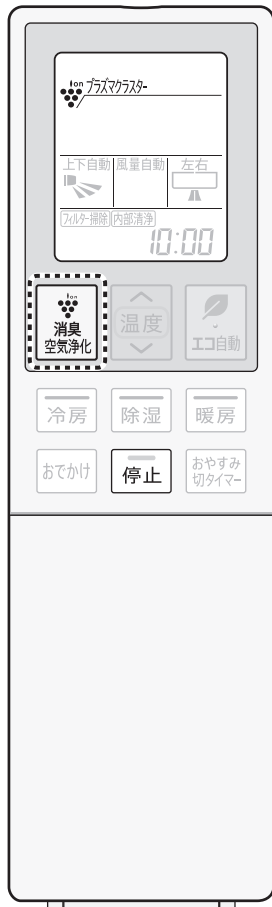 ion プラズマクラスター
上下自動 風量自動 左右
フィルター掃除 内部清浄
10:00
ion
消臭
空気浄化
温度
エコ自動
冷房 除湿 暖房
おでかけ 停止 おやすみ
切タイマー